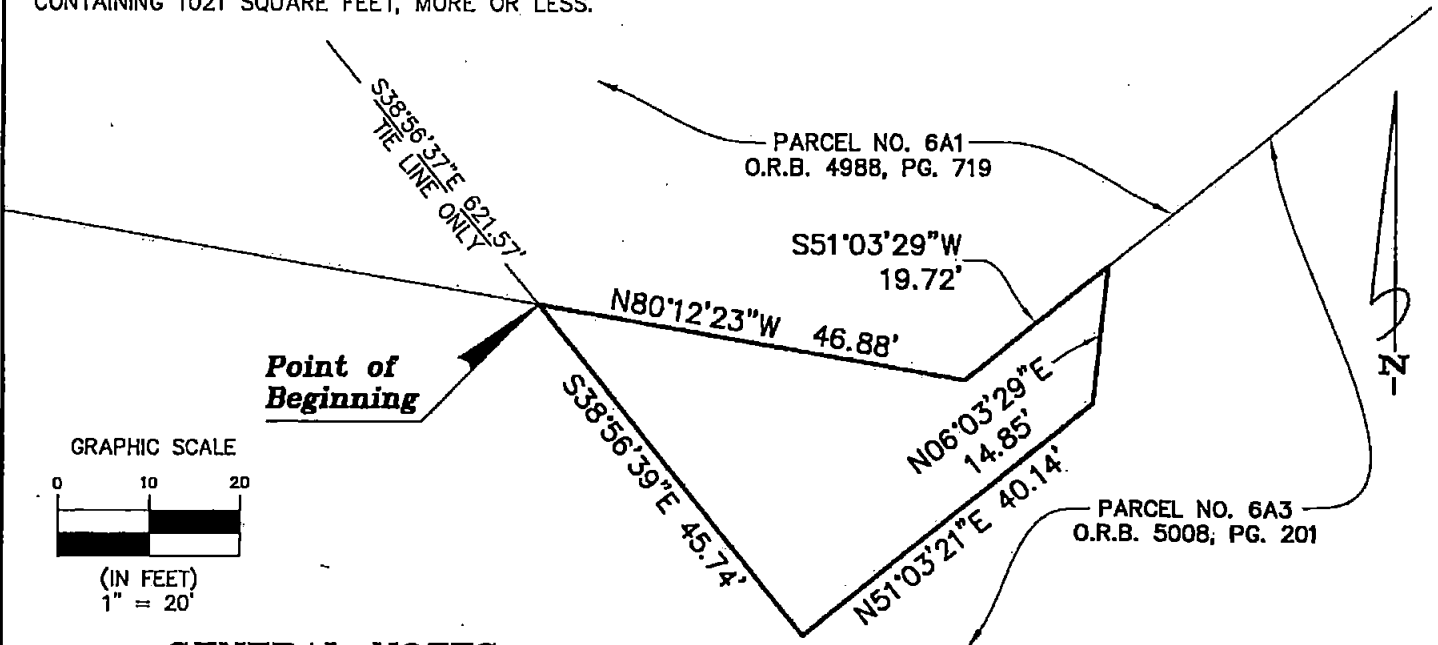 CONTAINING 1021 SQUARE FEET, MORE OR LESS.
S38°56'37"E 621.57'
TIE LINE ONLY
PARCEL NO. 6A1
O.R.B. 4988, PG. 719
S51°03'29"W
19.72'
N80°12'23"W 46.88'
Point of
Beginning
N06°03'29"E
14.85'
S38°56'39"E 45.74'
N51°03'21"E 40.14'
PARCEL NO. 6A3
O.R.B. 5008, PG. 201
-N-
GRAPHIC SCALE
0 10 20
(IN FEET)
1" = 20'
GENERAL NOTES